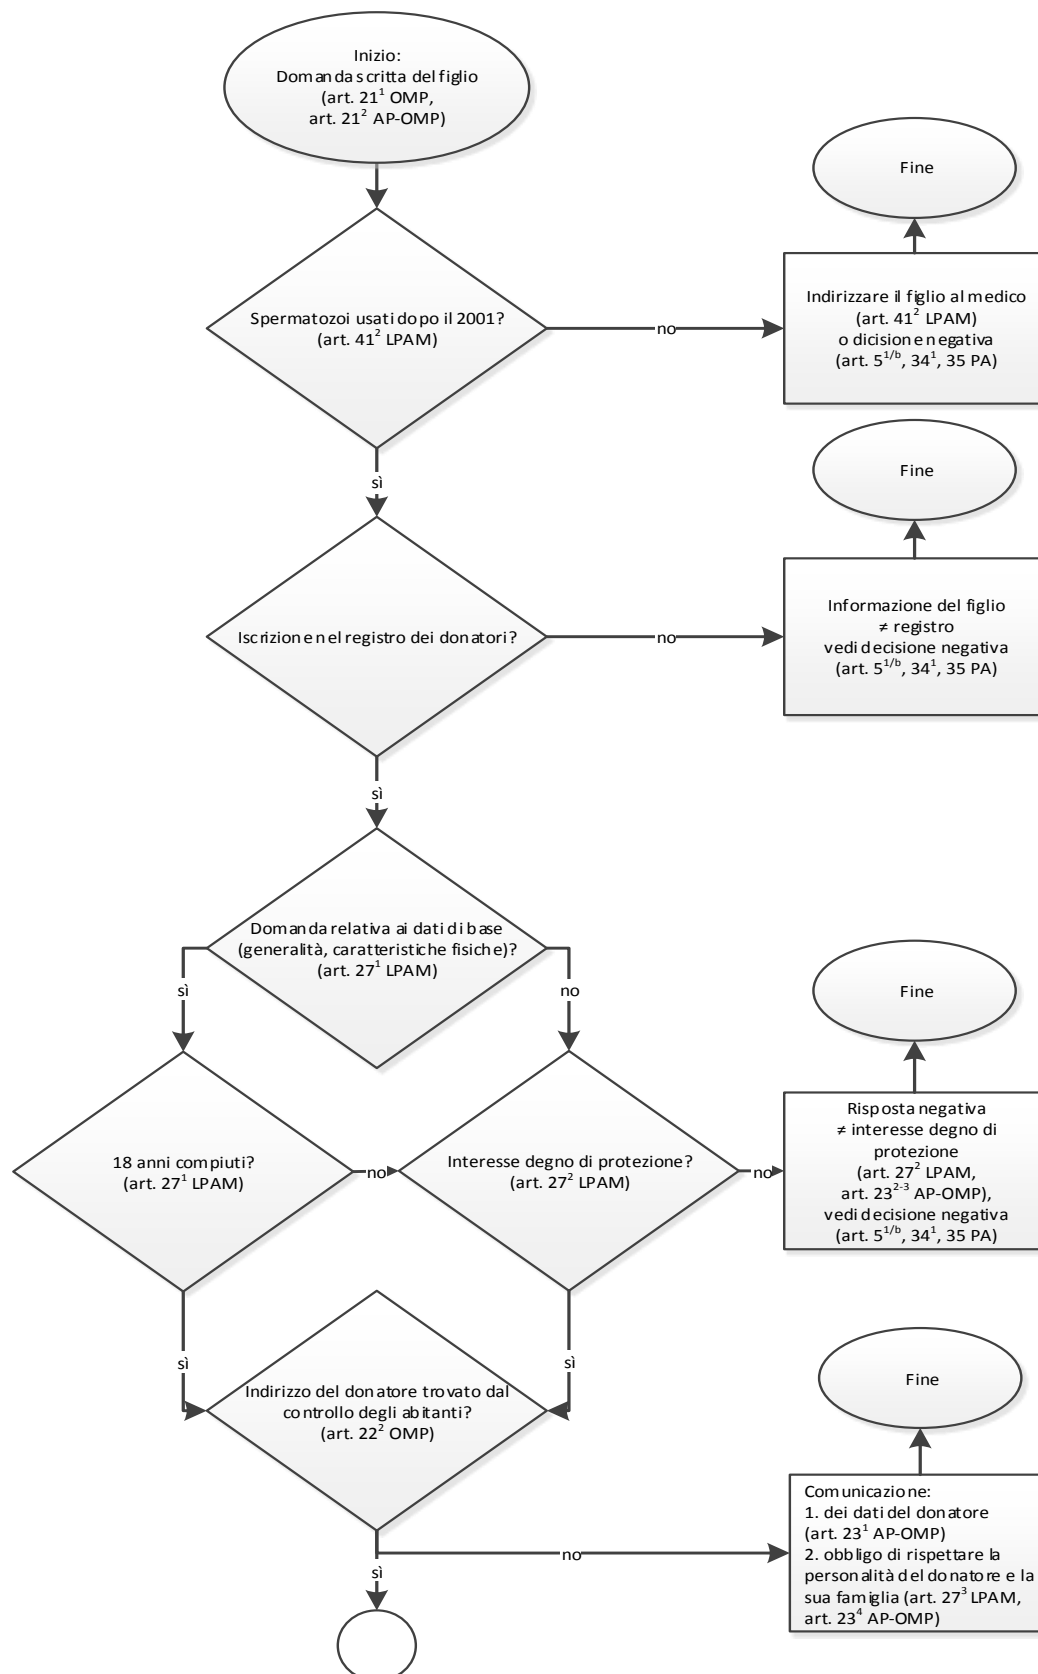 Inizio:
Domanda scritta del figlio
(art. 21¹ OMP,
art. 21² AP-OMP)
Fine
Spermatozoi usati dopo il 2001?
(art. 41² LPAM)
no
Indirizzare il figlio al medico
(art. 41² LPAM)
o dicisione negativa
(art. 5¹ᐟᵇ, 34¹, 35 PA)
sì
Fine
Iscrizione nel registro dei donatori?
no
Informazione del figlio
≠ registro
vedi decisione negativa
(art. 5¹ᐟᵇ, 34¹, 35 PA)
sì
Domanda relativa ai dati di base
(generalità, caratteristiche fisiche)?
(art. 27¹ LPAM)
sì
no
Fine
18 anni compiuti?
(art. 27¹ LPAM)
no
Interesse degno di protezione?
(art. 27² LPAM)
no
Risposta negativa
≠ interesse degno di
protezione
(art. 27² LPAM,
art. 23²⁻³ AP-OMP),
vedi decisione negativa
(art. 5¹ᐟᵇ, 34¹, 35 PA)
sì
sì
Indirizzo del donatore trovato dal
controllo degli abitanti?
(art. 22² OMP)
Fine
no
Comunicazione:
1. dei dati del donatore
(art. 23¹ AP-OMP)
2. obbligo di rispettare la
personalità del donatore e la
sua famiglia (art. 27³ LPAM,
art. 23⁴ AP-OMP)
sì